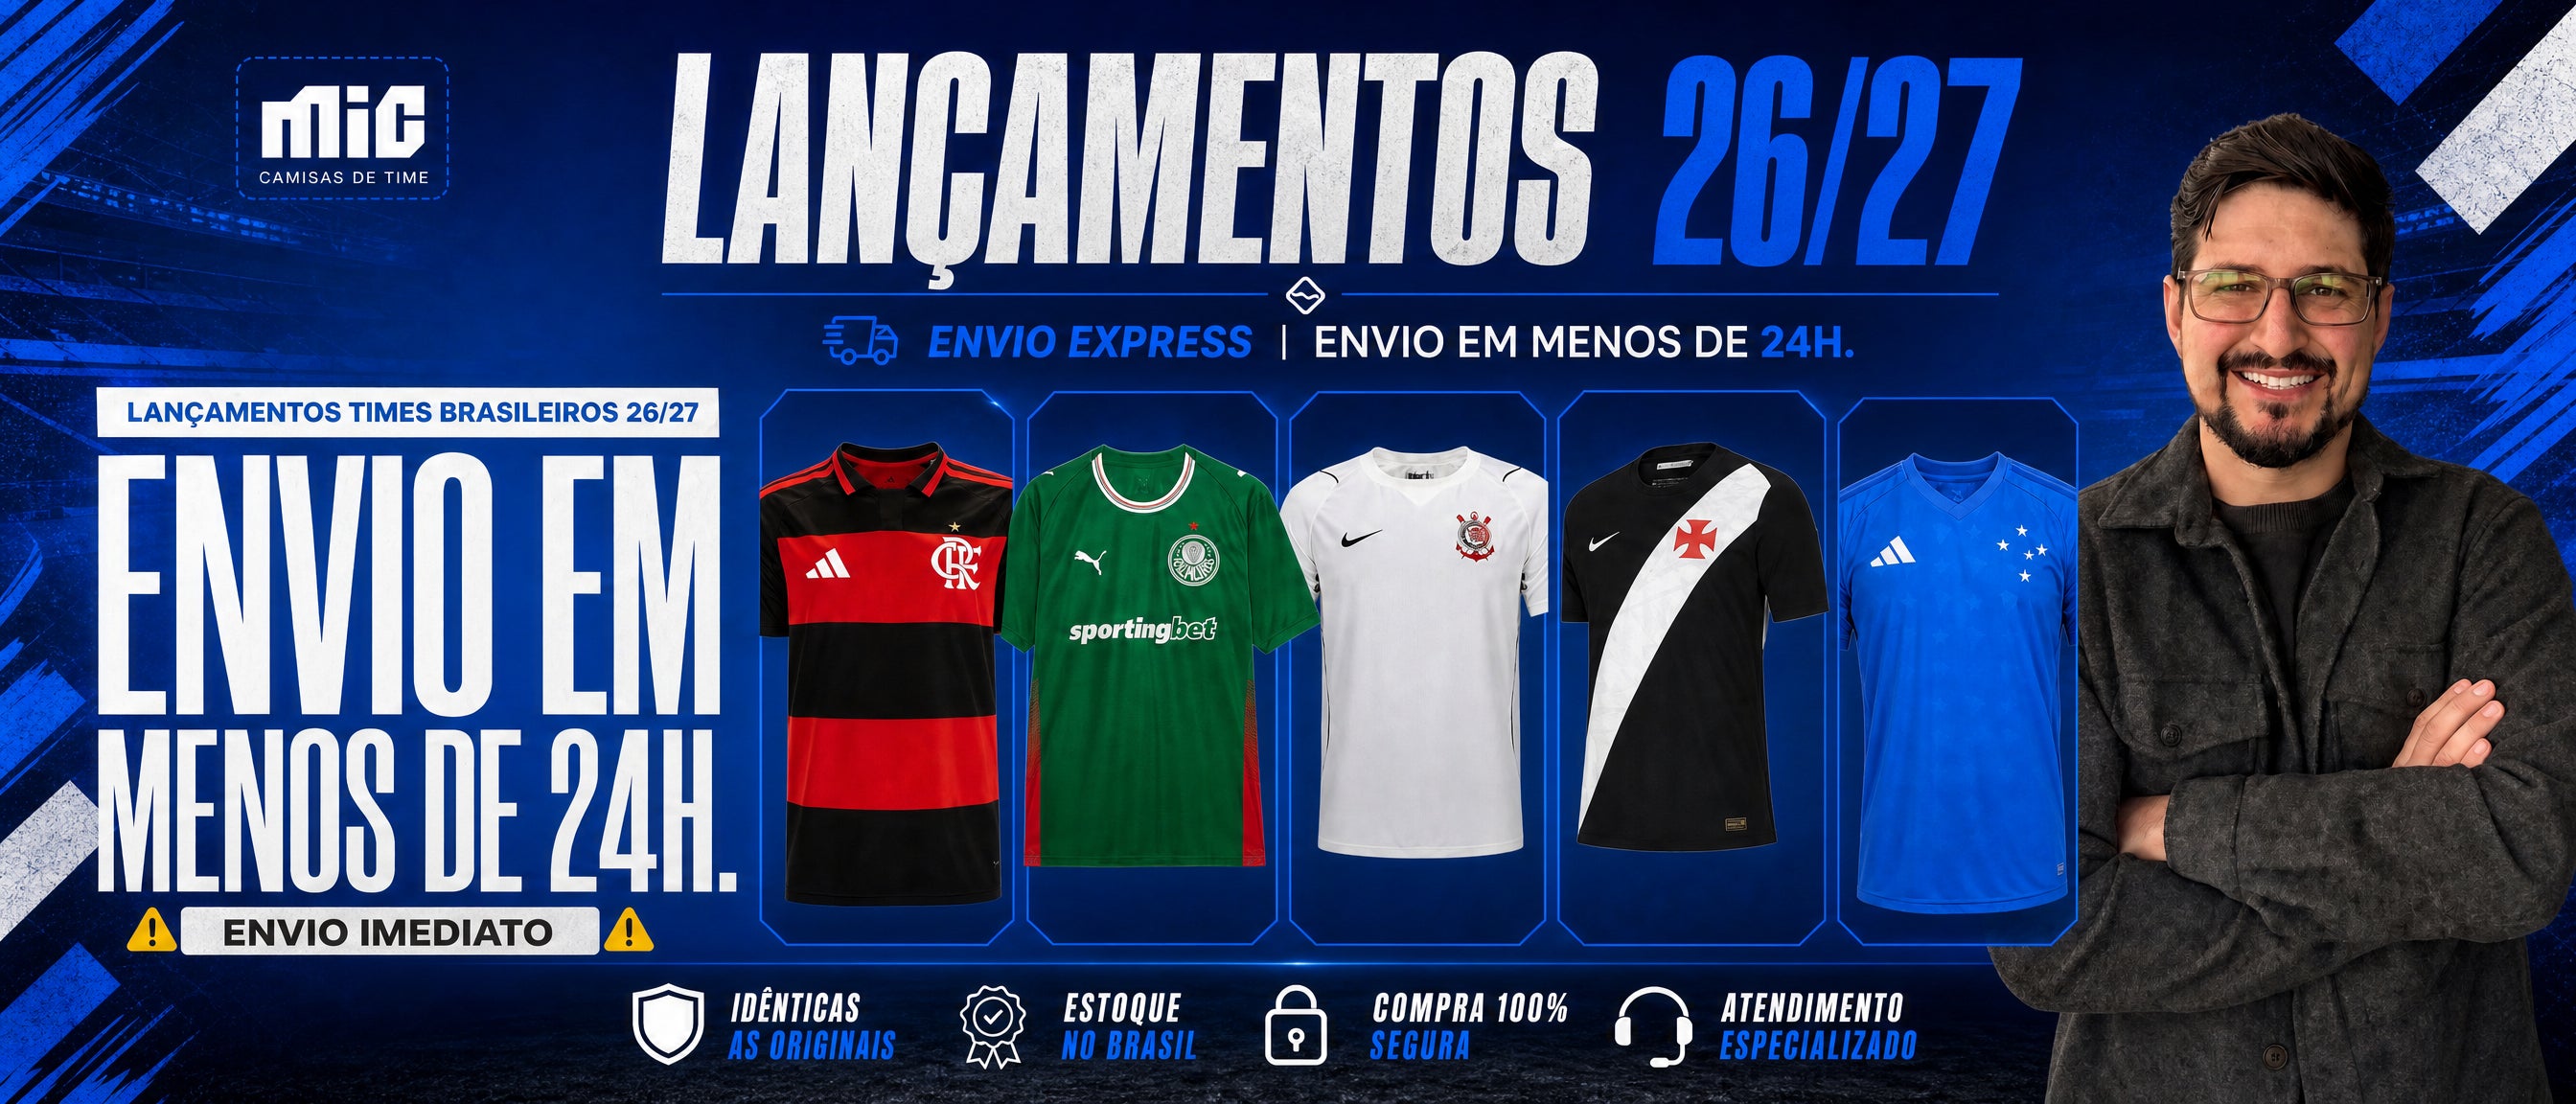 MIC
CAMISAS DE TIME
LANÇAMENTOS 26/27
ENVIO EXPRESS | ENVIO EM MENOS DE 24H.
LANÇAMENTOS TIMES BRASILEIROS 26/27
ENVIO EM
MENOS DE 24H.
ENVIO IMEDIATO
CRF
PALMEIRAS
sportingbet
IDÊNTICAS
AS ORIGINAIS
ESTOQUE
NO BRASIL
COMPRA 100%
SEGURA
ATENDIMENTO
ESPECIALIZADO